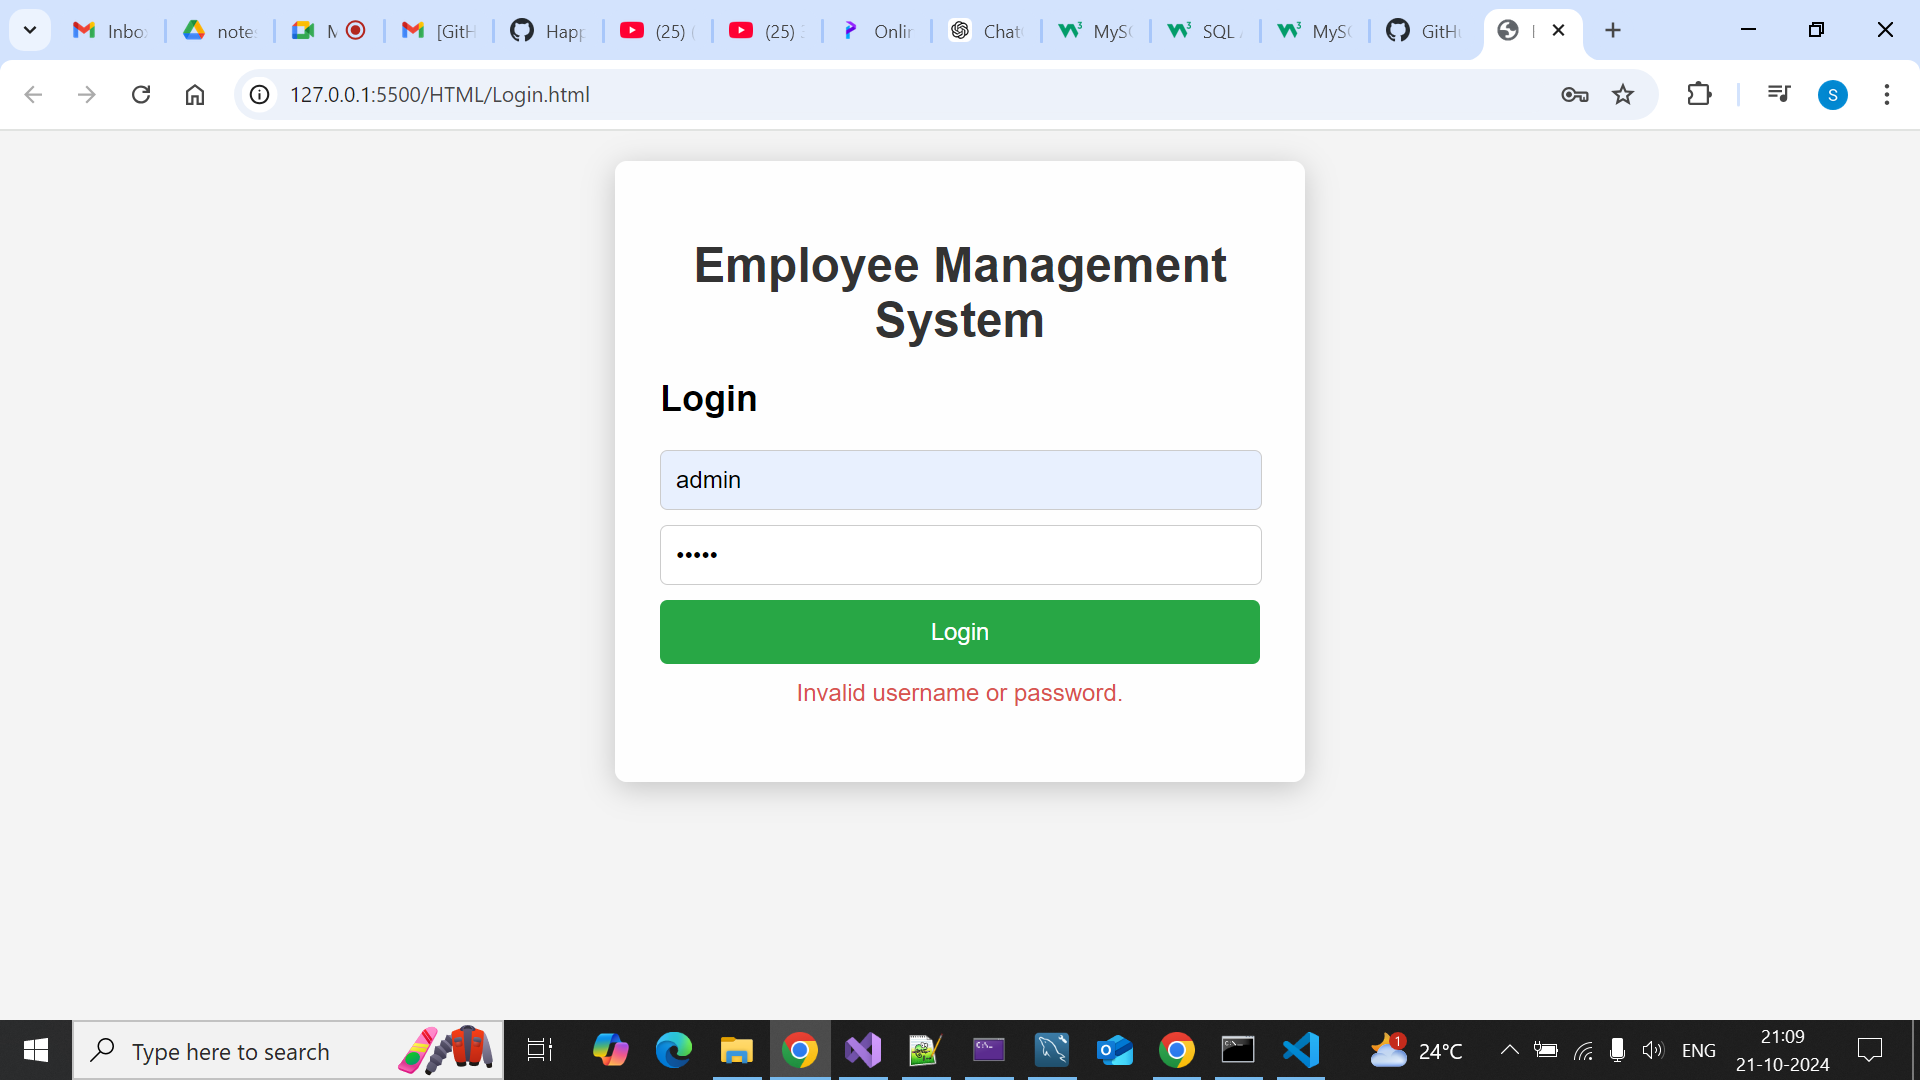 Inbo
note
M
[GitH
Happ
(25) (
(25)
Onlin
Chat
MyS
SQL
MyS
GitH
127.0.0.1:5500/HTML/Login.html
S
Employee Management
System
Login
admin
•••••
Login
Invalid username or password.
Type here to search
1
24°C
ENG
21:09
21-10-2024